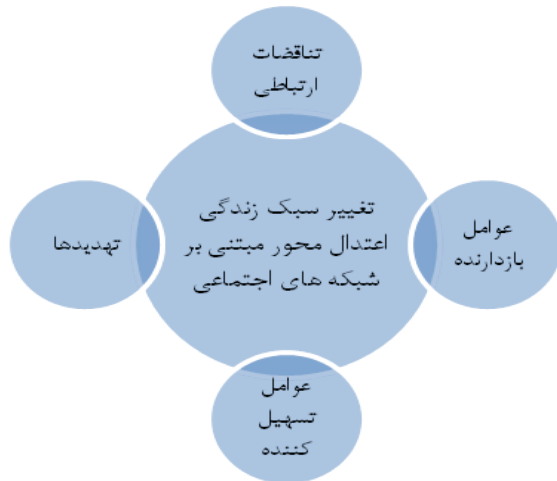 تناقضات
ارتباطی
تغییر سبک زندگی
اعتدال محور مبتنی بر
شبکه های اجتماعی
عوامل
بازدارنده
تهدیدها
عوامل
تسهیل
کننده